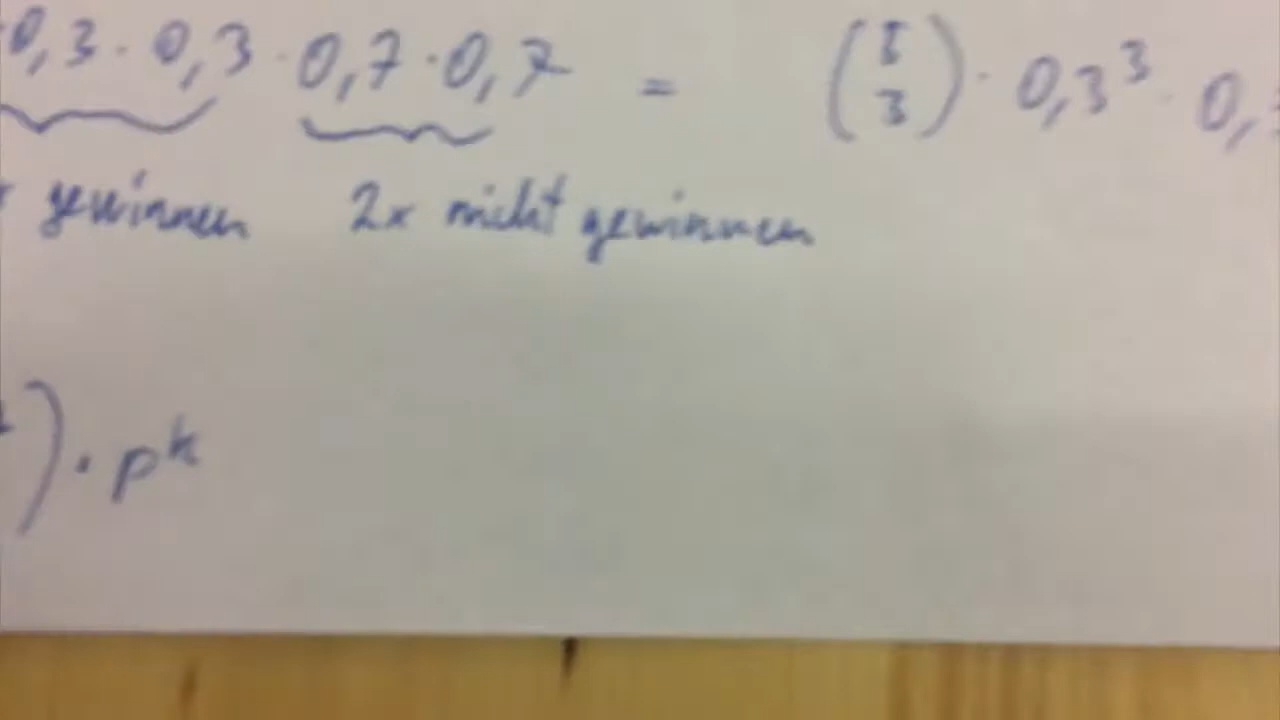 0,3 · 0,3 · 0,7 · 0,7 = (5 3) · 0,3³ · 0,
gewinnen 2x nicht gewinnen
) · pᵏ